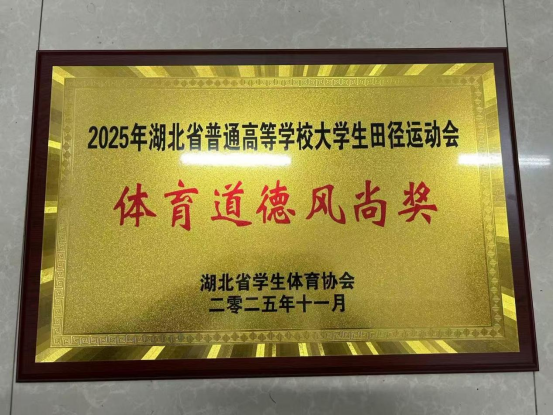 2025年湖北省普通高等学校大学生田径运动会
体育道德风尚奖
湖北省学生体育协会
二零二五年十一月